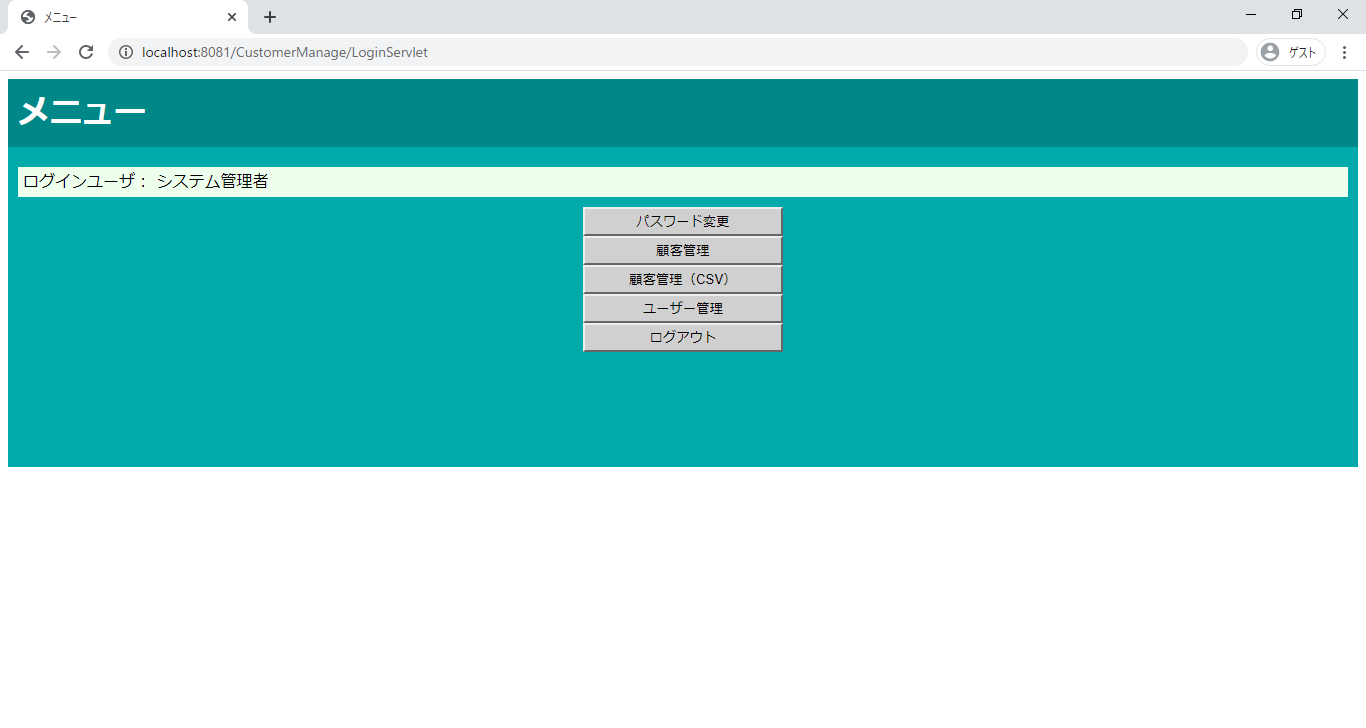 メニュー
localhost:8081/CustomerManage/LoginServlet
ゲスト
メニュー
ログインユーザ： システム管理者
パスワード変更
顧客管理
顧客管理（CSV）
ユーザー管理
ログアウト